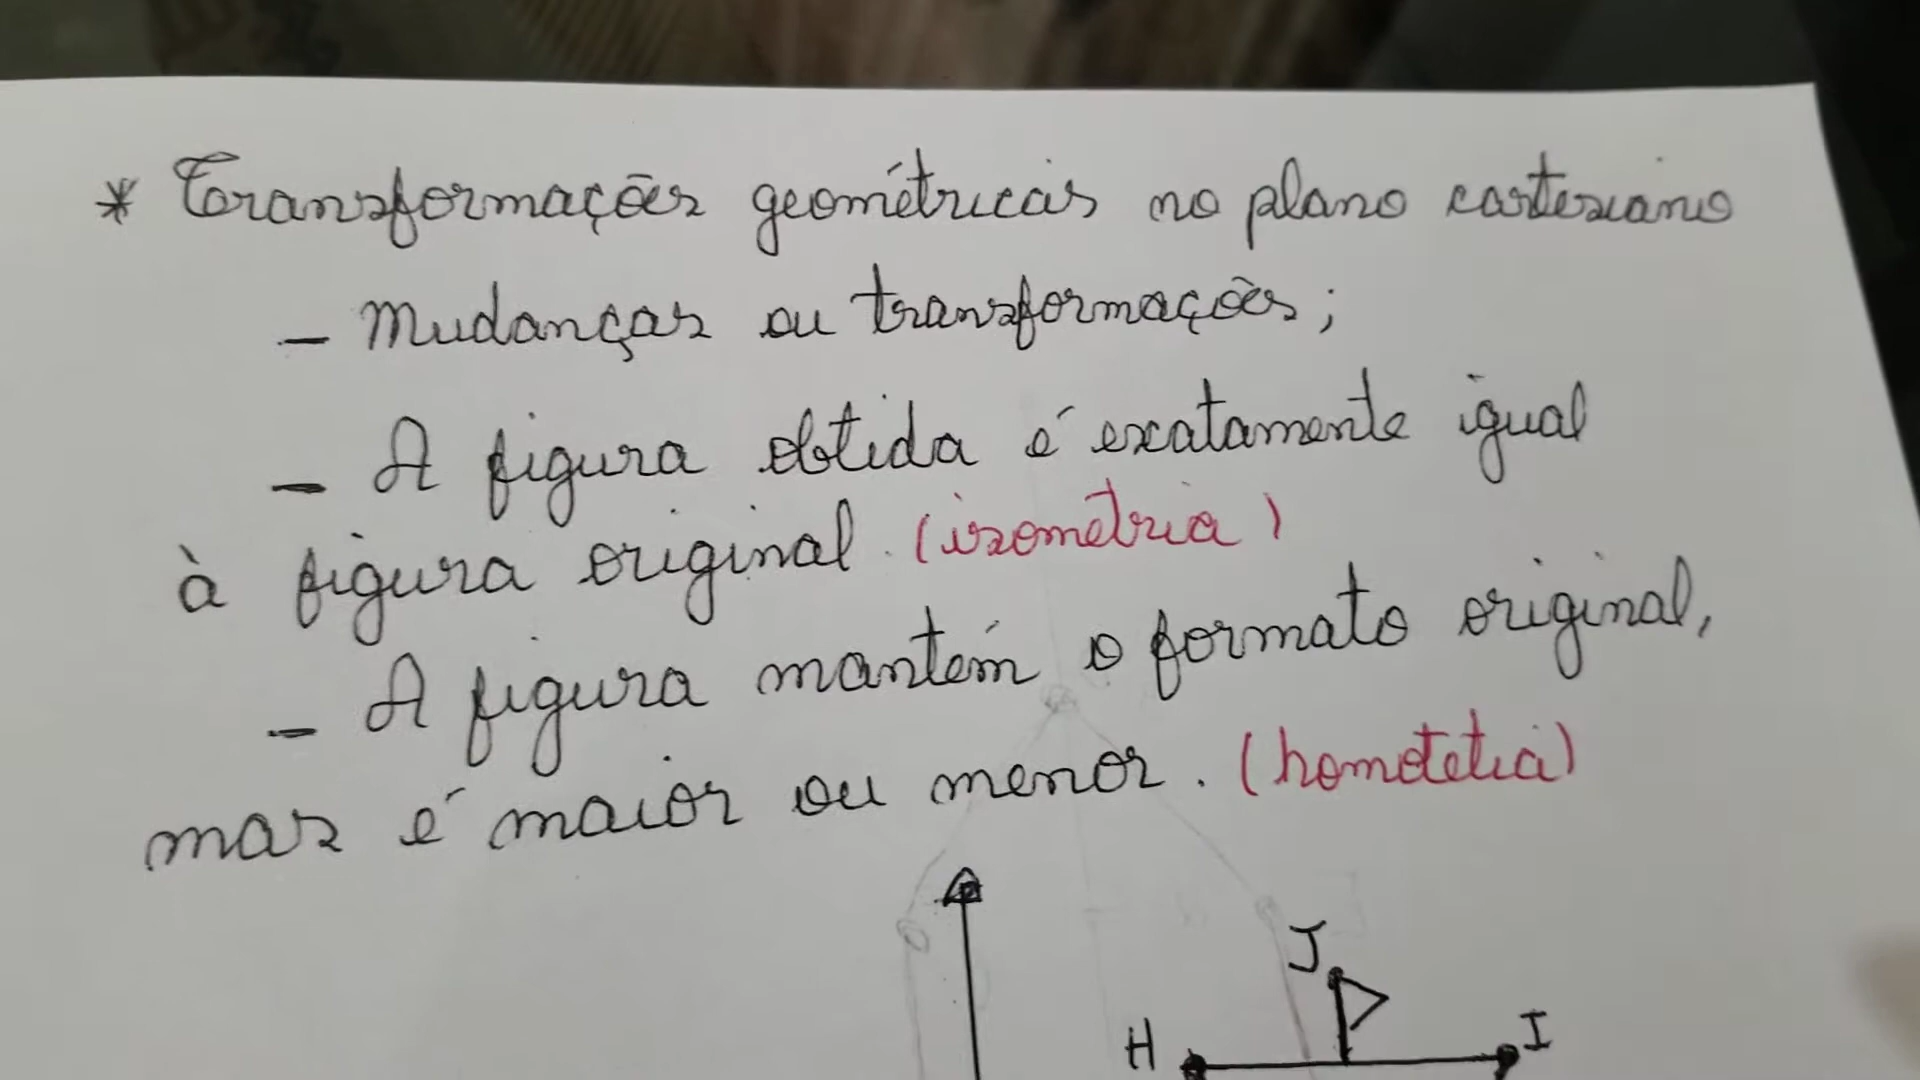 * Transformações geométricas no plano cartesiano
- Mudanças ou transformações;
- A figura obtida é exatamente igual
à figura original. (isometria)
- A figura mantém o formato original,
mas é maior ou menor. (homotetia)
J
H I